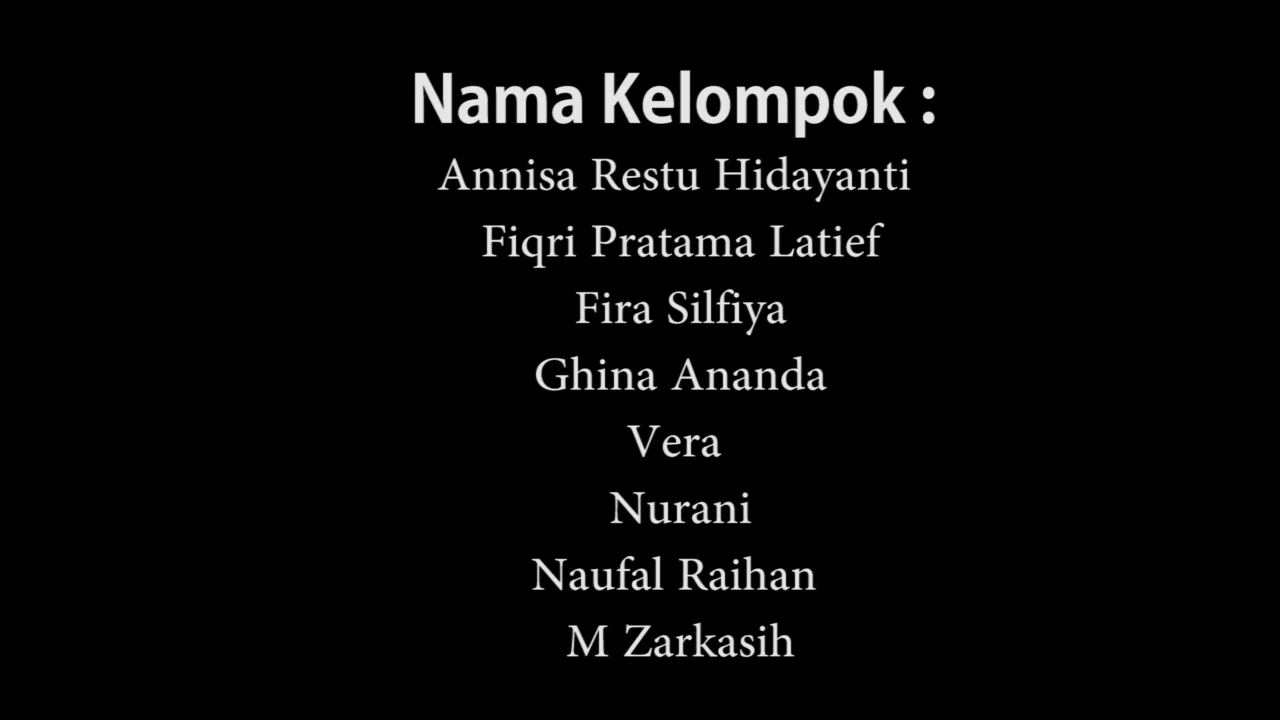 Nama Kelompok :
Annisa Restu Hidayanti
Fiqri Pratama Latief
Fira Silfiya
Ghina Ananda
Vera
Nurani
Naufal Raihan
M Zarkasih